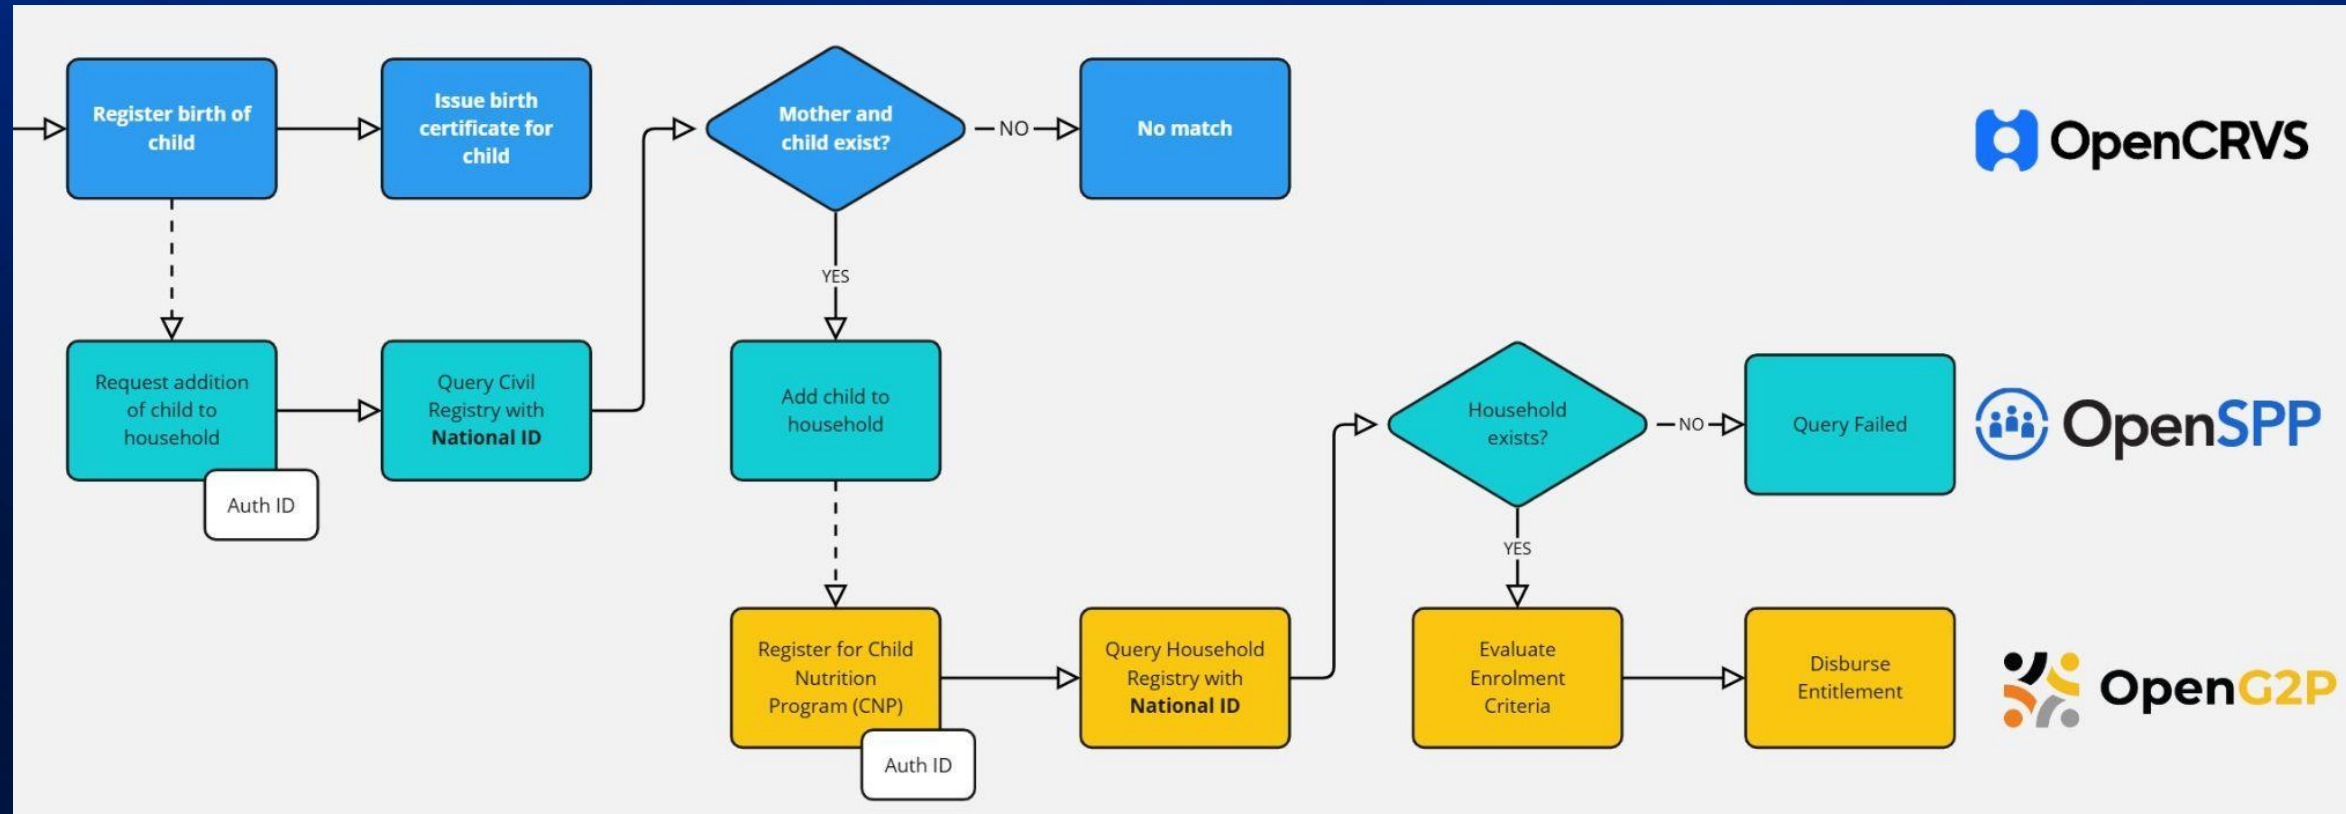 Register birth of
child
Issue birth
certificate for
child
Mother and
child exist?
NO
No match
OpenCRVS
YES
Request addition
of child to
household
Auth ID
Query Civil
Registry with
National ID
Add child to
household
Household
exists?
NO
Query Failed
OpenSPP
YES
Register for Child
Nutrition
Program (CNP)
Auth ID
Query Household
Registry with
National ID
Evaluate
Enrolment
Criteria
Disburse
Entitlement
OpenG2P